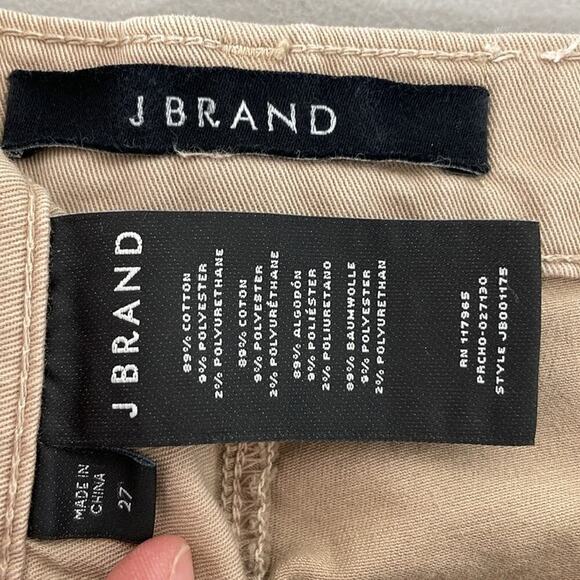 J BRAND
J BRAND
89% COTTON
9% POLYESTER
2% POLYURETHANE
89% COTON
9% POLYESTER
2% POLYURÉTHANE
89% ALGODÓN
9% POLIÉSTER
2% POLIURETANO
89% BAUMWOLLE
9% POLYESTER
2% POLYURETHAN
RN 117965
PRCHO-027130
STYLE JB001175
MADE IN
CHINA
27